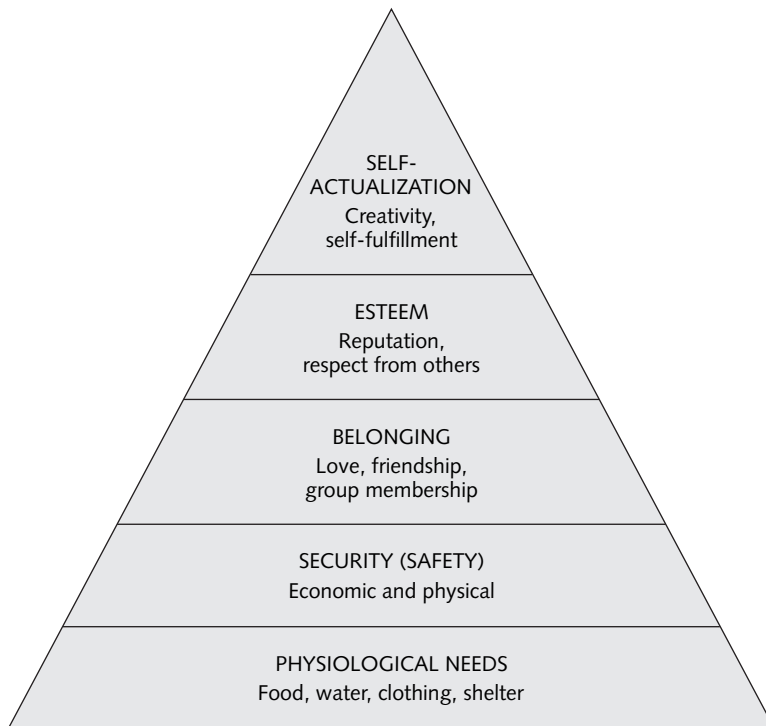 SELF-
ACTUALIZATION
Creativity,
self-fulfillment
ESTEEM
Reputation,
respect from others
BELONGING
Love, friendship,
group membership
SECURITY (SAFETY)
Economic and physical
PHYSIOLOGICAL NEEDS
Food, water, clothing, shelter